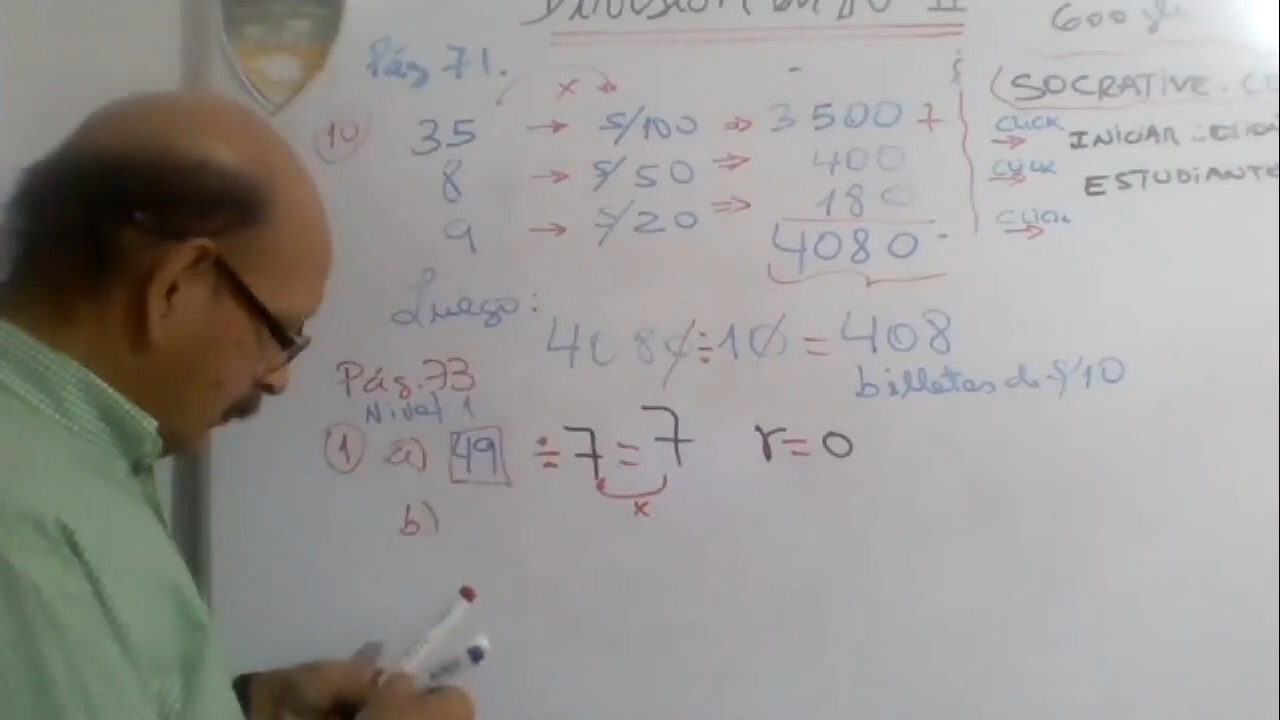 600
Pág 71.
SOCRATIVE.
10 35 → S/100 ⇒ 3500 +
8 → S/50 ⇒ 400
9 → S/20 ⇒ 180
4080
CLICK → INICIAR
CLICK → ESTUDIANTE
CLICK →
Luego:
4080 ÷ 10 = 408
billetes de S/10
Pág. 73
Nivel 1
1 a) 49 ÷ 7 = 7 r = 0
x
b)